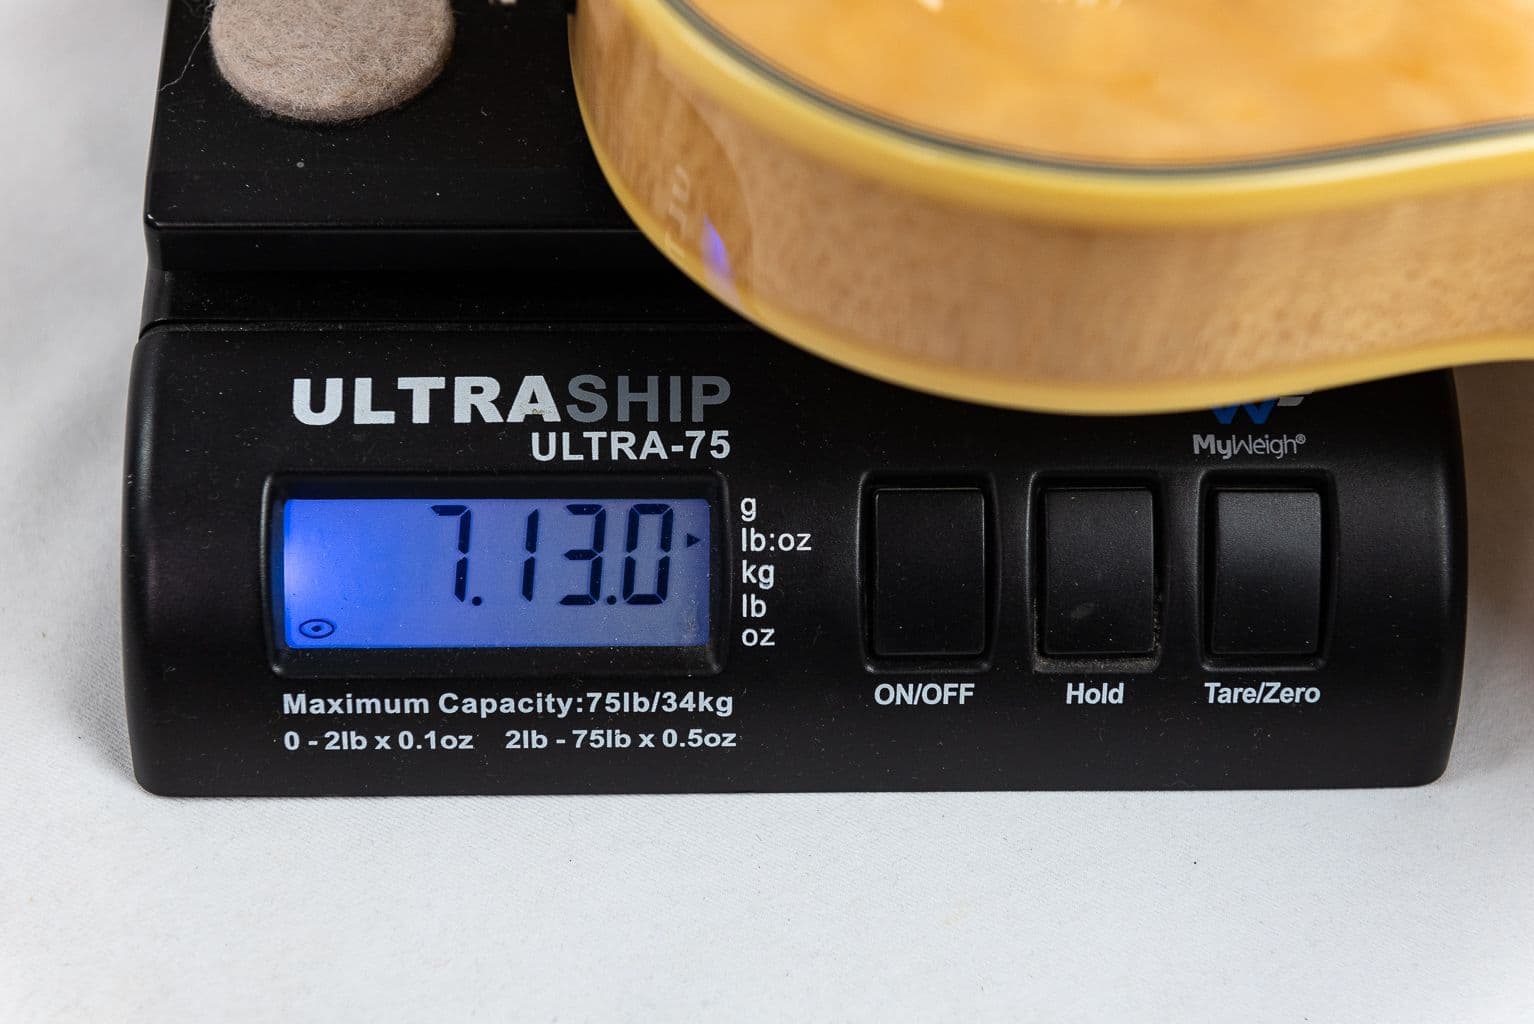 ULTRASHIP
ULTRA-75
MyWeigh®
7.13.0
g
lb:oz
kg
lb
oz
ON/OFF
Hold
Tare/Zero
Maximum Capacity:75lb/34kg
0 - 2lb x 0.1oz 2lb - 75lb x 0.5oz